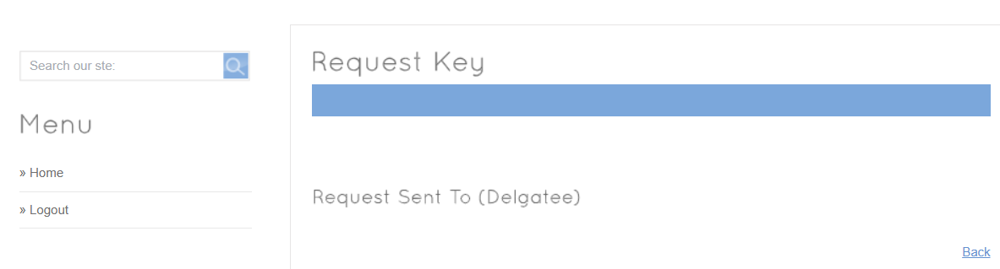 Search our ste:
Menu
» Home
» Logout
Request Key
Request Sent To (Delgatee)
Back